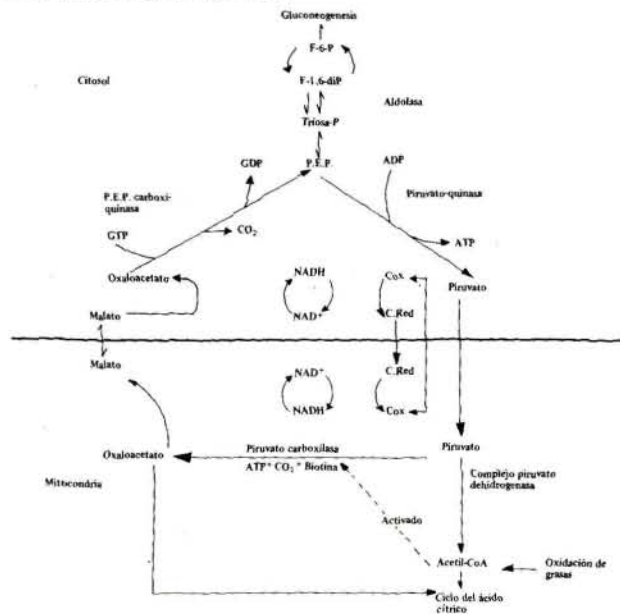 Gluconeogenesis
F-6-P
Citosol
F-1,6-diP
Aldolasa
Triosa-P
GDP
P.E.P.
ADP
P.E.P. carboxi-
quinasa
Piruvato-quinasa
GTP
CO₂
ATP
Oxaloacetato
NADH
Cox
Piruvato
Malato
NAD⁺
C.Red
Malato
NAD⁺
C.Red
NADH
Cox
Oxaloacetato
Piruvato carboxilasa
Piruvato
ATP⁺ CO₂⁺ Biotina
Mitocondria
Complejo piruvato
dehidrogenasa
Activado
Acetil-CoA
Oxidación de
grasas
Ciclo del ácido
cítrico